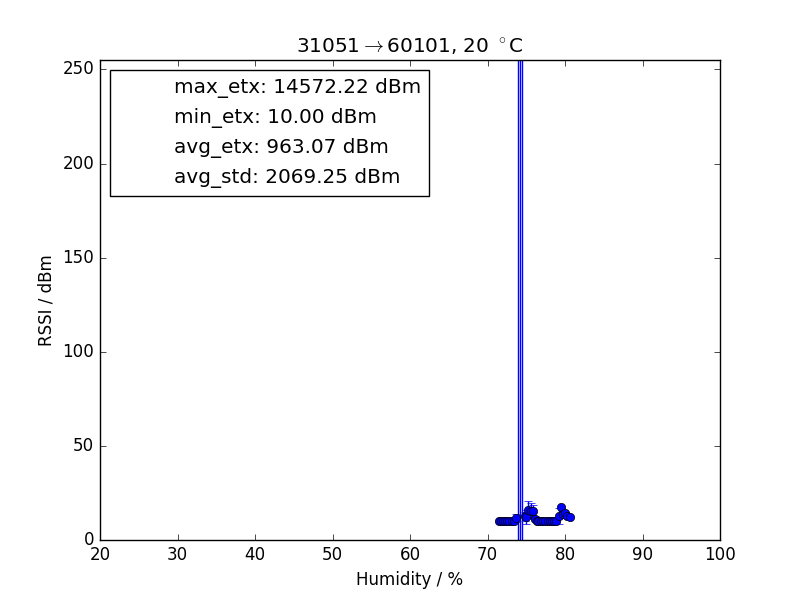 31051→60101, 20 °C
max_etx: 14572.22 dBm
min_etx: 10.00 dBm
avg_etx: 963.07 dBm
avg_std: 2069.25 dBm
RSSI / dBm
250
200
150
100
50
0
20 30 40 50 60 70 80 90 100
Humidity / %